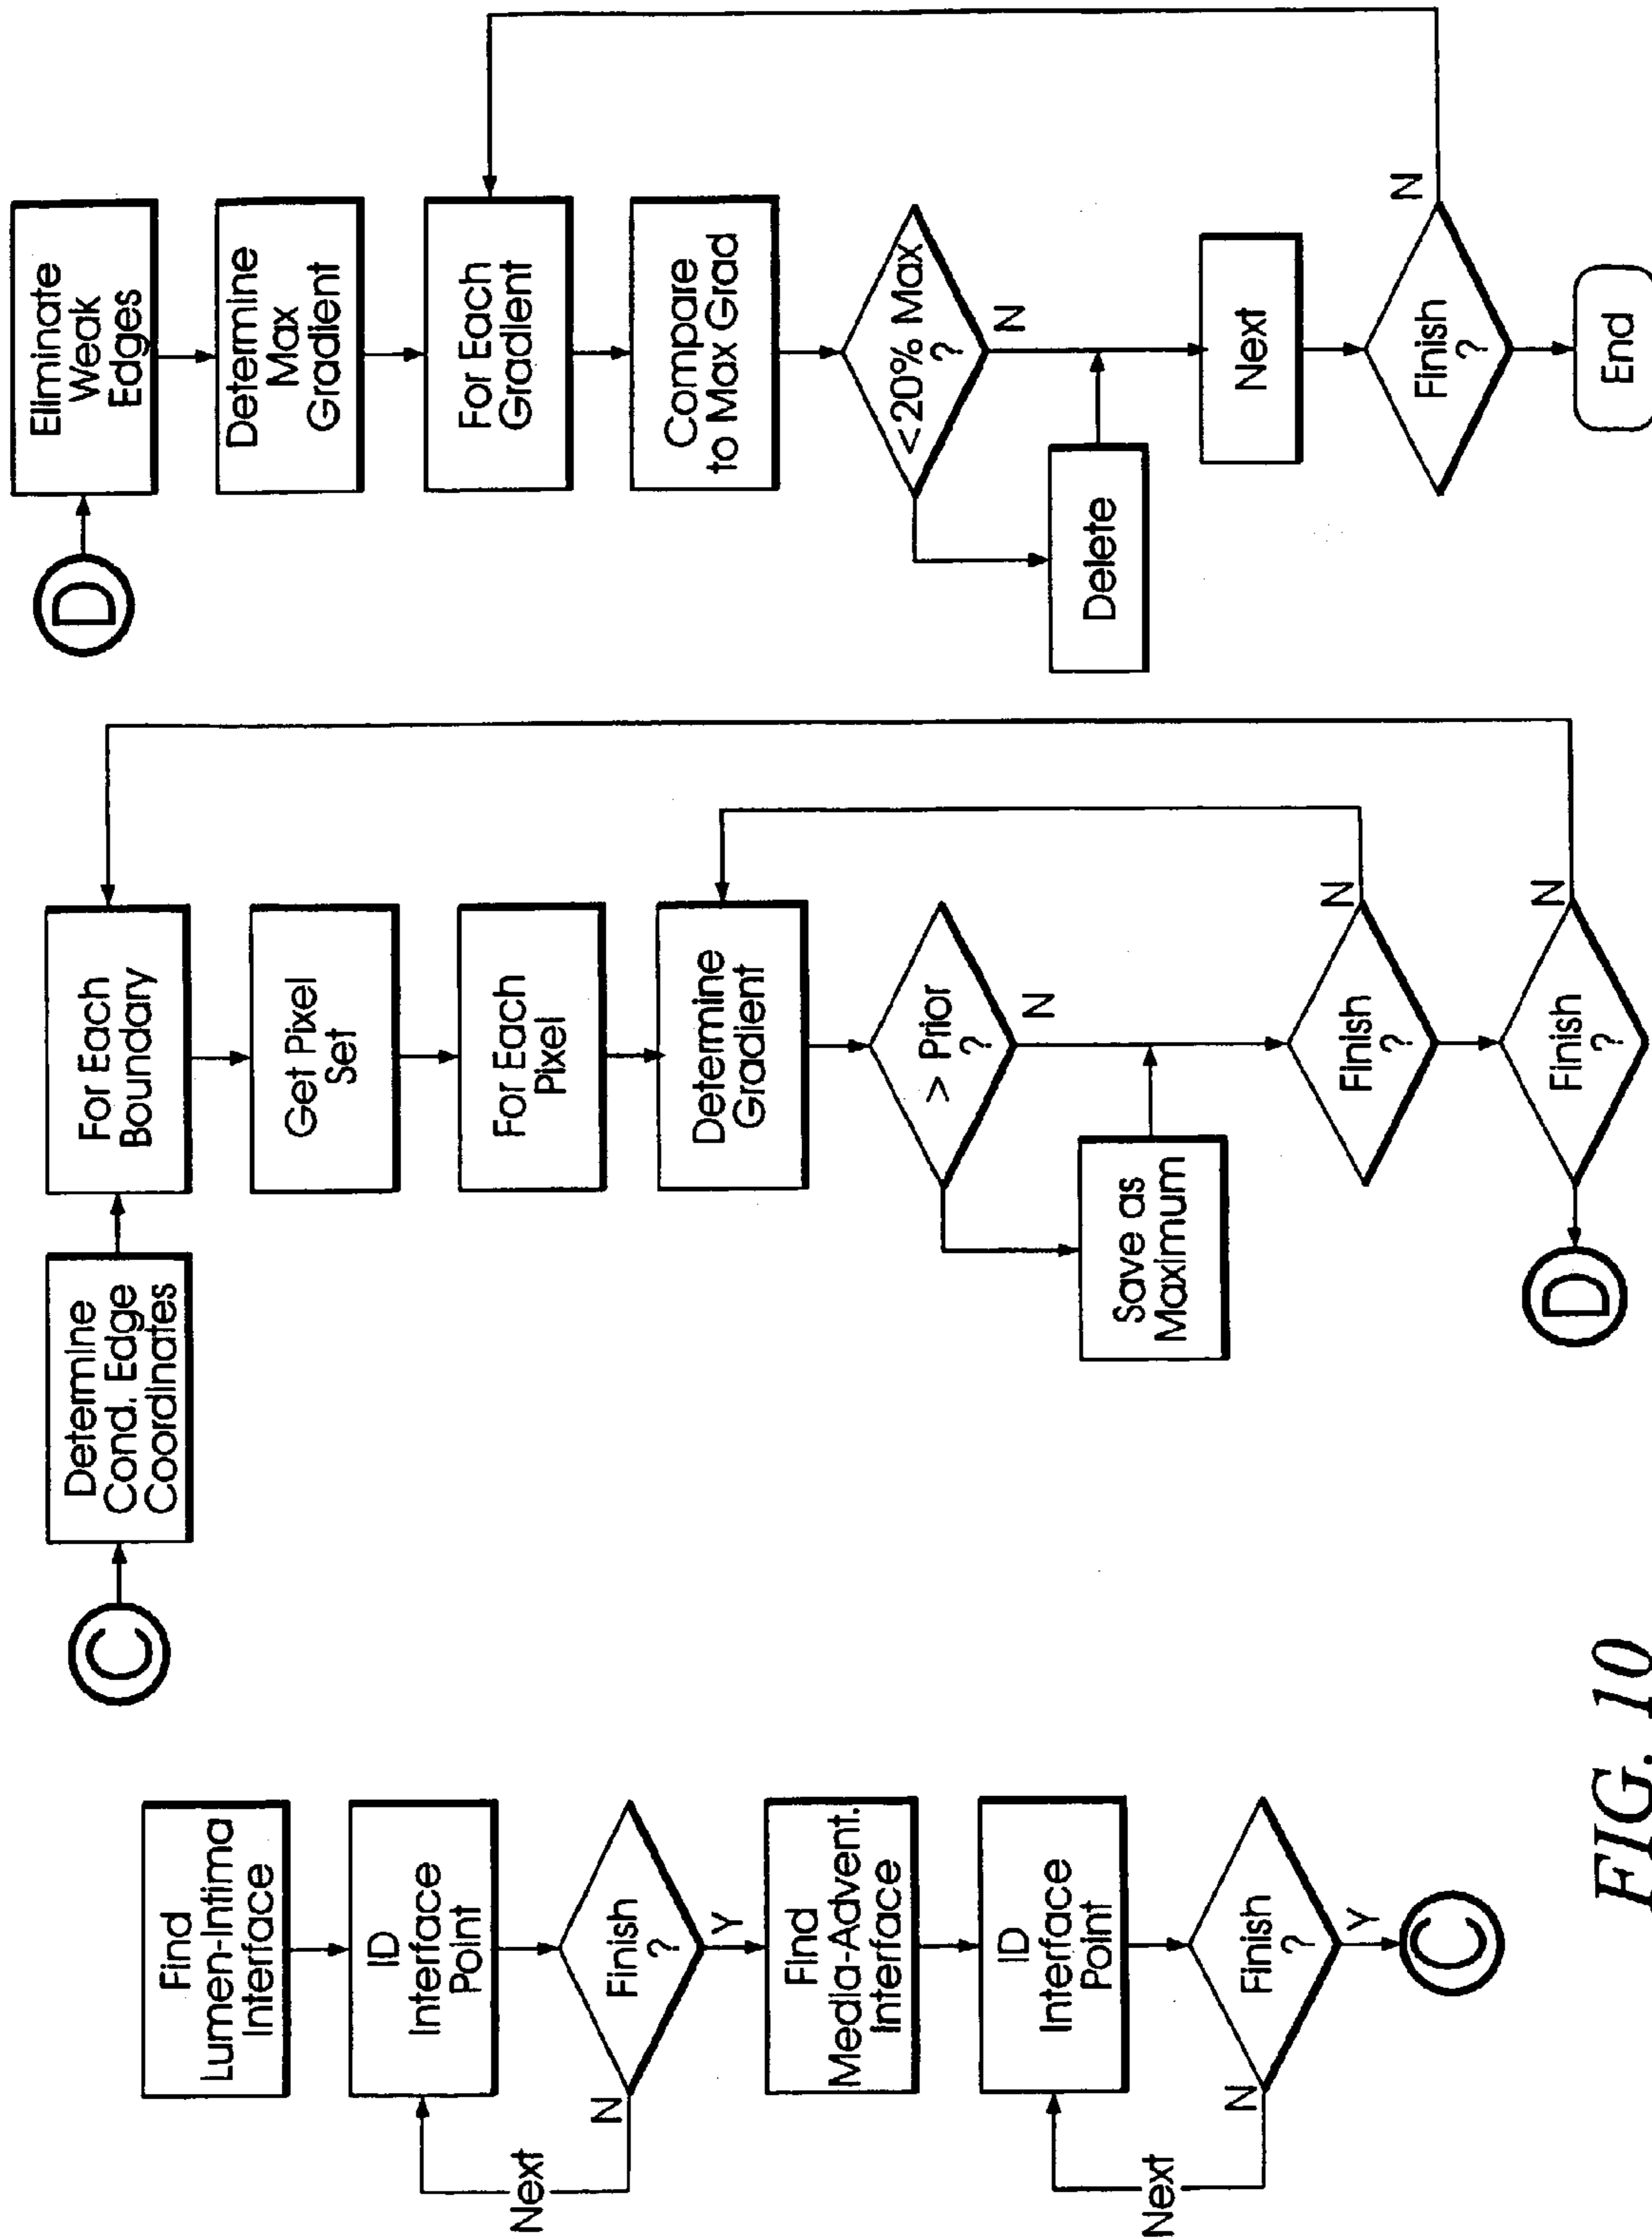 Find
Lumen-Intima
Interface
ID
Interface
Point
Finish
?
N
Next
Y
Find
Media-Advent.
Interface
ID
Interface
Point
Finish
?
N
Next
Y
C
C
Determine
Cond. Edge
Coordinates
For Each
Boundary
Get Pixel
Set
For Each
Pixel
Determine
Gradient
> Prior
?
N
Save as
Maximum
Finish
?
N
Finish
?
N
D
D
Eliminate
Weak
Edges
Determine
Max
Gradient
For Each
Gradient
Compare
to Max Grad
<20% Max
?
N
Delete
Next
Finish
?
N
End
FIG. 10